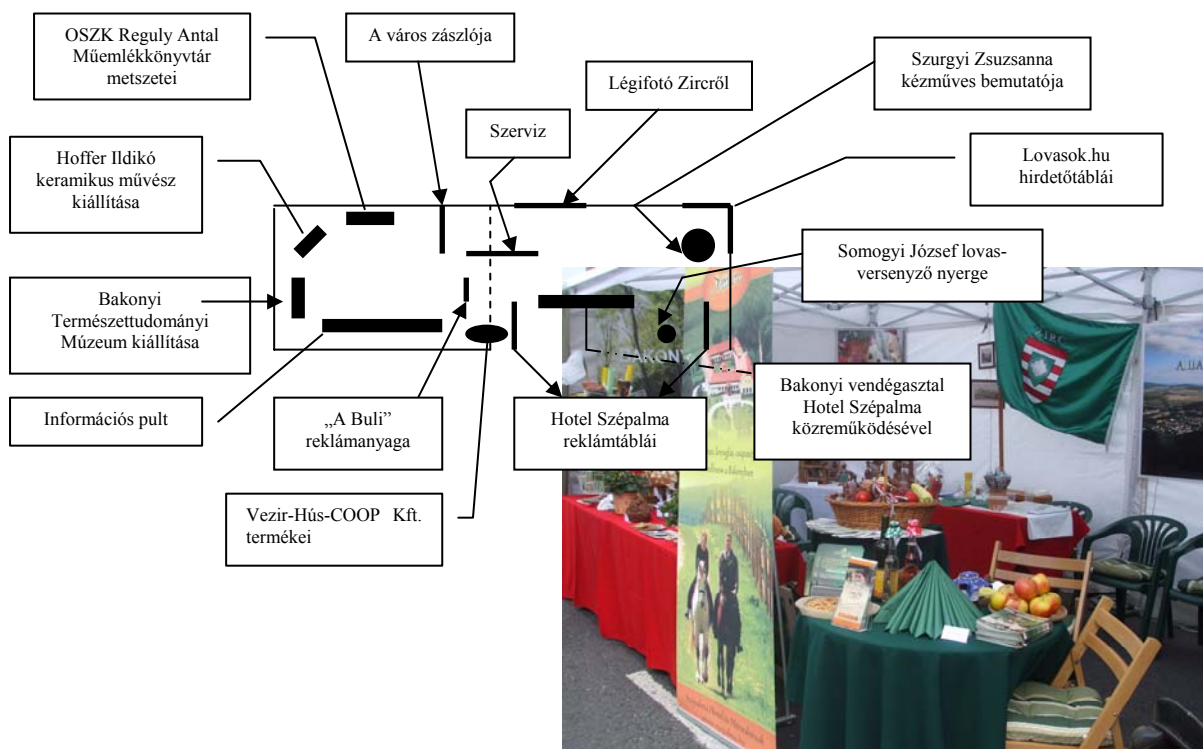 OSZK Reguly Antal
Műemlékkönyvtár
metszetei
A város zászlója
Légifotó Zircről
Szurgyi Zsuzsanna
kézműves bemutatója
Szerviz
Hoffer Ildikó
keramikus művész
kiállítása
Lovasok.hu
hirdetőtáblái
Somogyi József lovas-
versenyző nyerge
Bakonyi
Természettudományi
Múzeum kiállítása
Információs pult
„A Buli”
reklámanyaga
Hotel Szépalma
reklámtáblái
Bakonyi vendégasztal
Hotel Szépalma
közreműködésével
Vezir-Hús-COOP Kft.
termékei
AKON
ZIRC